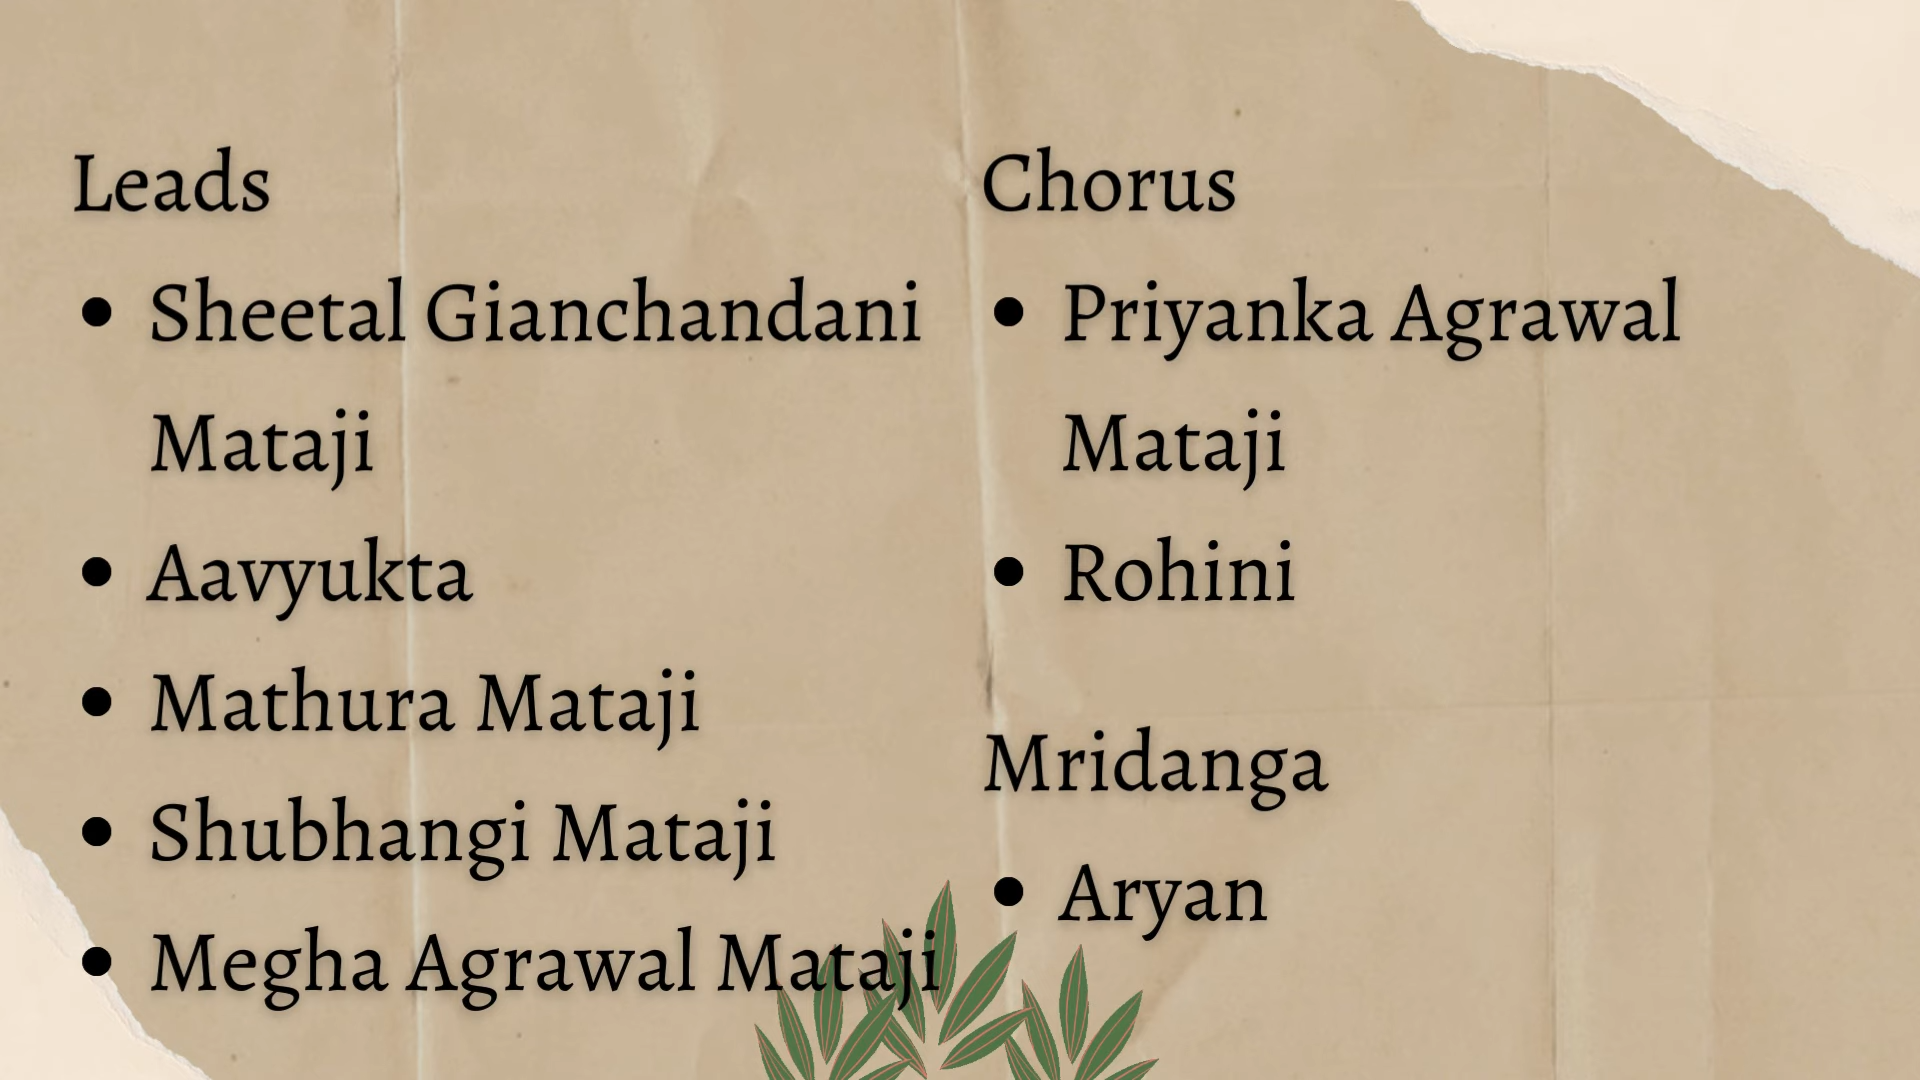 Leads
• Sheetal Gianchandani
Mataji
• Aavyukta
• Mathura Mataji
• Shubhangi Mataji
• Megha Agrawal Mataji
Chorus
• Priyanka Agrawal
Mataji
• Rohini
Mridanga
• Aryan